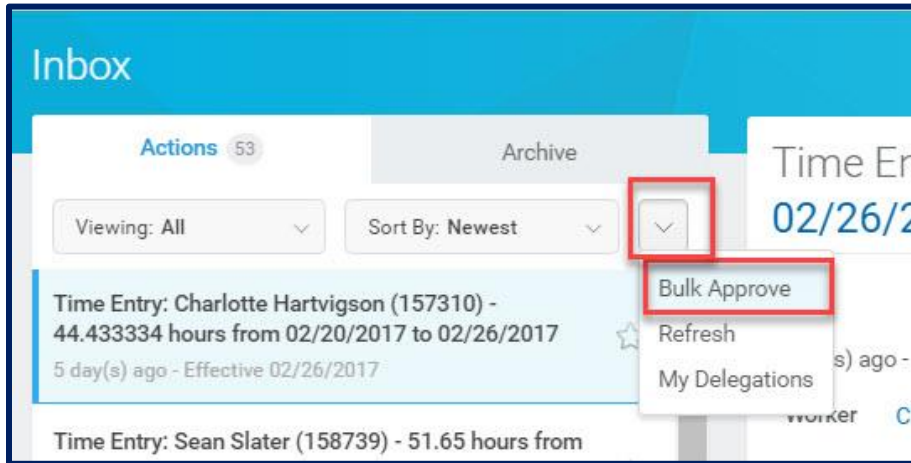 Inbox
Actions 53
Archive
Viewing: All
Sort By: Newest
Bulk Approve
Refresh
My Delegations
Time Entry: Charlotte Hartvigson (157310) -
44.433334 hours from 02/20/2017 to 02/26/2017
5 day(s) ago - Effective 02/26/2017
Time Entry: Sean Slater (158739) - 51.65 hours from
Time En
02/26/2
s) ago -
Worker C